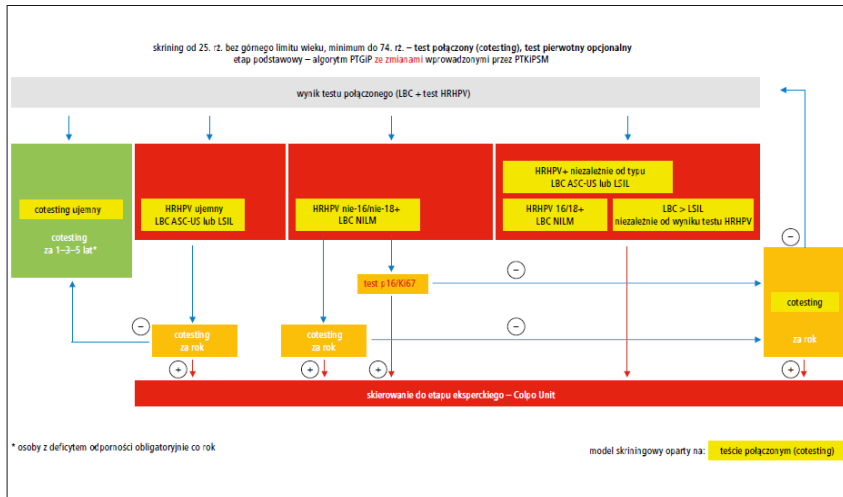 skrining od 25. rż. bez górnego limitu wieku, minimum do 74. rż. – test połączony (cotesting), test pierwotny opcjonalny
etap podstawowy – algorytm PTGiP ze zmianami wprowadzonymi przez PTKiPSM
wynik testu połączonego (LBC + test HRHPV)
cotesting ujemny
cotesting
za 1–3–5 lat*
HRHPV ujemny
LBC ASC-US lub LSIL
HRHPV nie-16/nie-18+
LBC NILM
HRHPV+ niezależnie od typu
LBC ASC-US lub LSIL
HRHPV 16/18+
LBC NILM
LBC > LSIL
niezależnie od wyniku testu HRHPV
test p16/Ki67
–
–
cotesting
za rok
–
cotesting
za rok
–
cotesting
za rok
+
+
+
+
skierowanie do etapu eksperckiego – Colpo Unit
* osoby z deficytem odporności obligatoryjnie co rok
model skriningowy oparty na:
teście połączonym (cotesting)